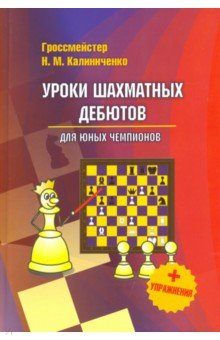 Гроссмейстер
Н. М. Калиниченко
УРОКИ ШАХМАТНЫХ
ДЕБЮТОВ
ДЛЯ ЮНЫХ ЧЕМПИОНОВ
+
УПРАЖНЕНИЯ